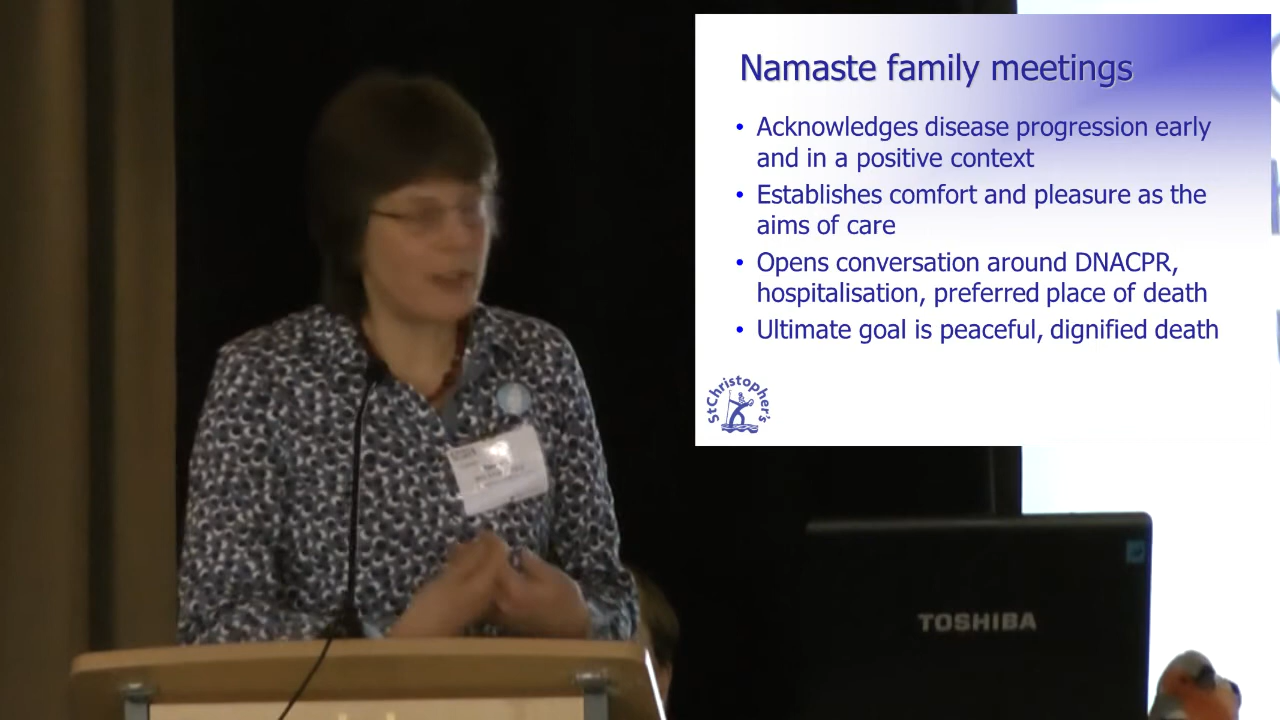 Namaste family meetings
• Acknowledges disease progression early
and in a positive context
• Establishes comfort and pleasure as the
aims of care
• Opens conversation around DNACPR,
hospitalisation, preferred place of death
• Ultimate goal is peaceful, dignified death
StChristopher's
TOSHIBA